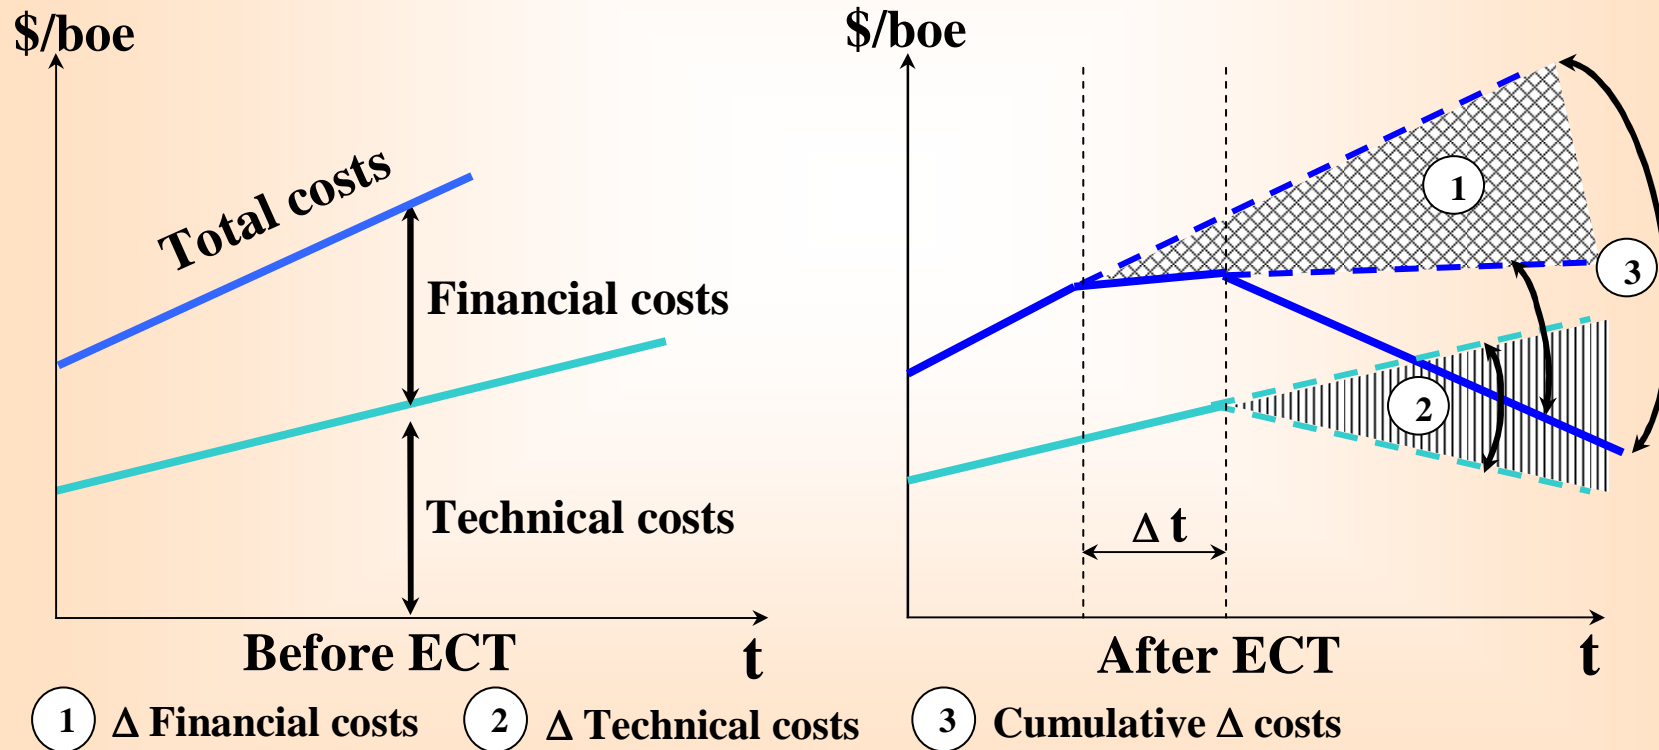 $/boe
Total costs
Financial costs
Technical costs
Before ECT
t
$/boe
1
3
2
Δ t
After ECT
t
1 Δ Financial costs
2 Δ Technical costs
3 Cumulative Δ costs